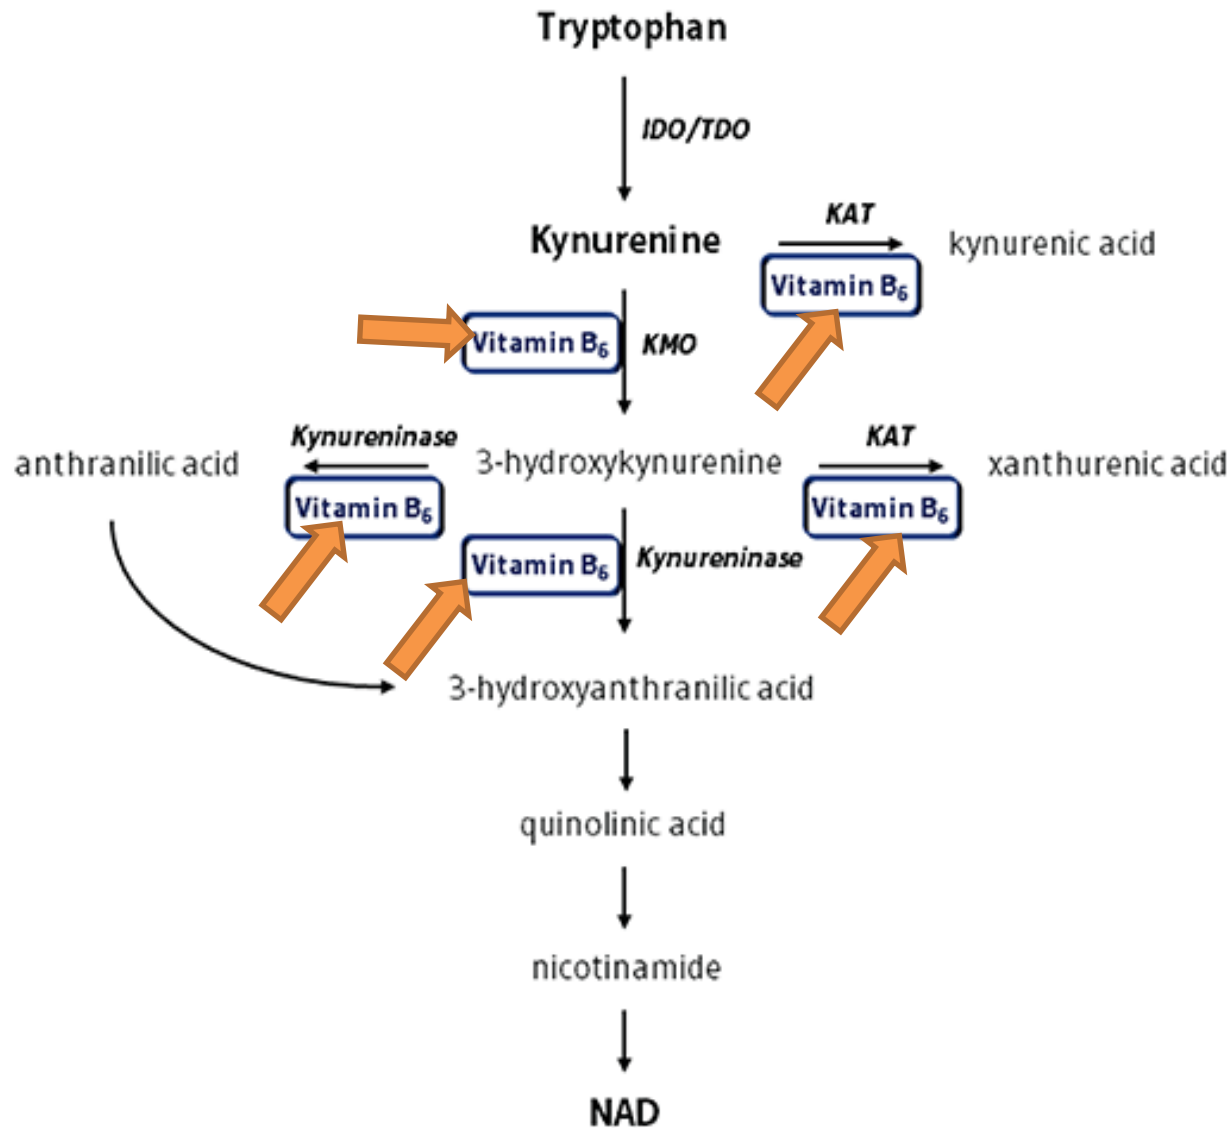 Tryptophan
IDO/TDO
KAT
Kynurenine
kynurenic acid
Vitamin B₆
Vitamin B₆
KMO
Kynureninase
KAT
anthranilic acid
3-hydroxykynurenine
xanthurenic acid
Vitamin B₆
Vitamin B₆
Vitamin B₆
Kynureninase
3-hydroxyanthranilic acid
quinolinic acid
nicotinamide
NAD